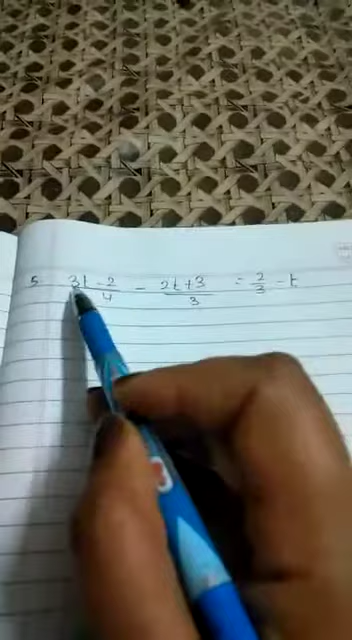 5 3t - 2/4 - 2t + 3/3 = 2/3 - t